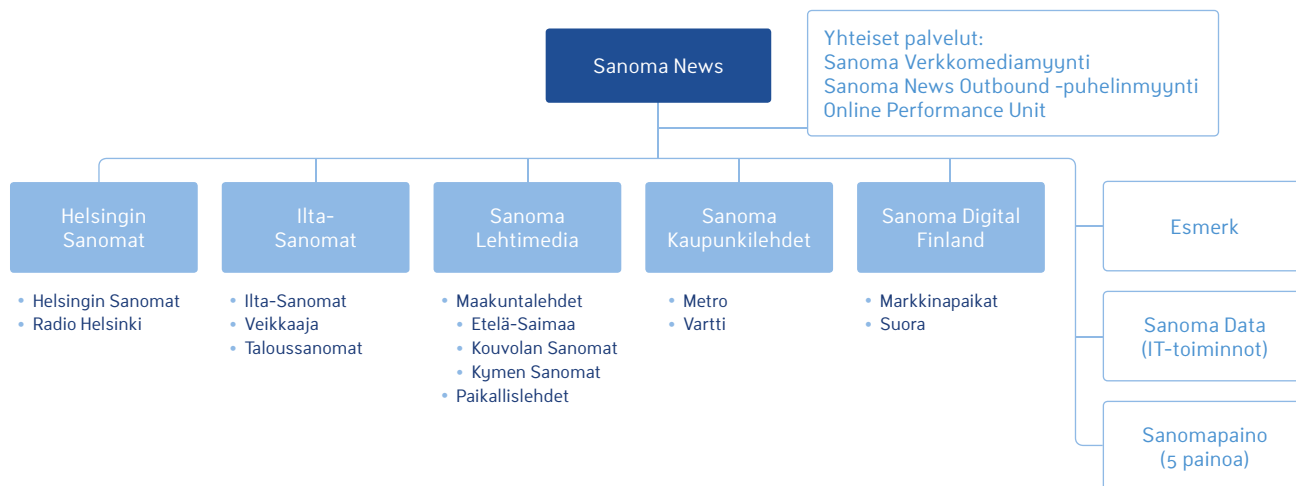 Sanoma News
Yhteiset palvelut:
Sanoma Verkkomediamyynti
Sanoma News Outbound -puhelinmyynti
Online Performance Unit
Helsingin
Sanomat
• Helsingin Sanomat
• Radio Helsinki
Ilta-
Sanomat
• Ilta-Sanomat
• Veikkaaja
• Taloussanomat
Sanoma
Lehtimedia
• Maakuntalehdet
• Etelä-Saimaa
• Kouvolan Sanomat
• Kymen Sanomat
• Paikallislehdet
Sanoma
Kaupunkilehdet
• Metro
• Vartti
Sanoma Digital
Finland
• Markkinapaikat
• Suora
Esmerk
Sanoma Data
(IT-toiminnot)
Sanomapaino
(5 painoa)